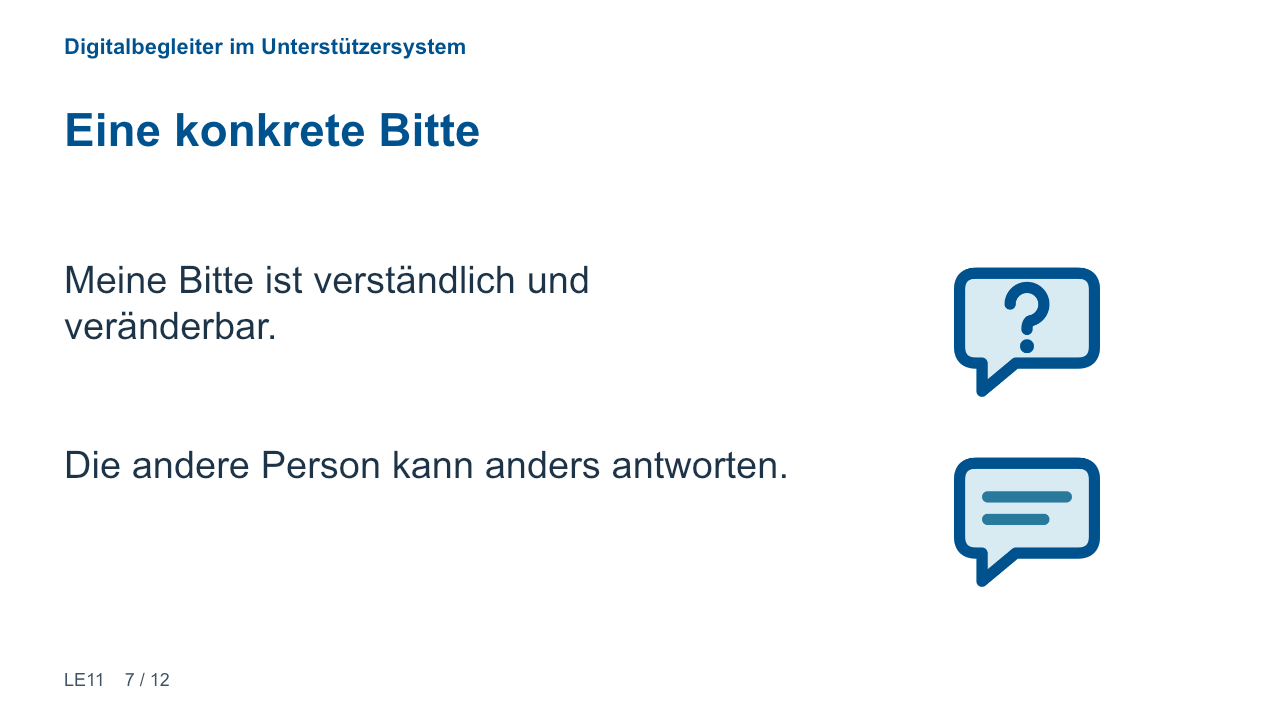 Digitalbegleiter im Unterstützersystem
Eine konkrete Bitte
Meine Bitte ist verständlich und
veränderbar.
Die andere Person kann anders antworten.
LE11 7 / 12